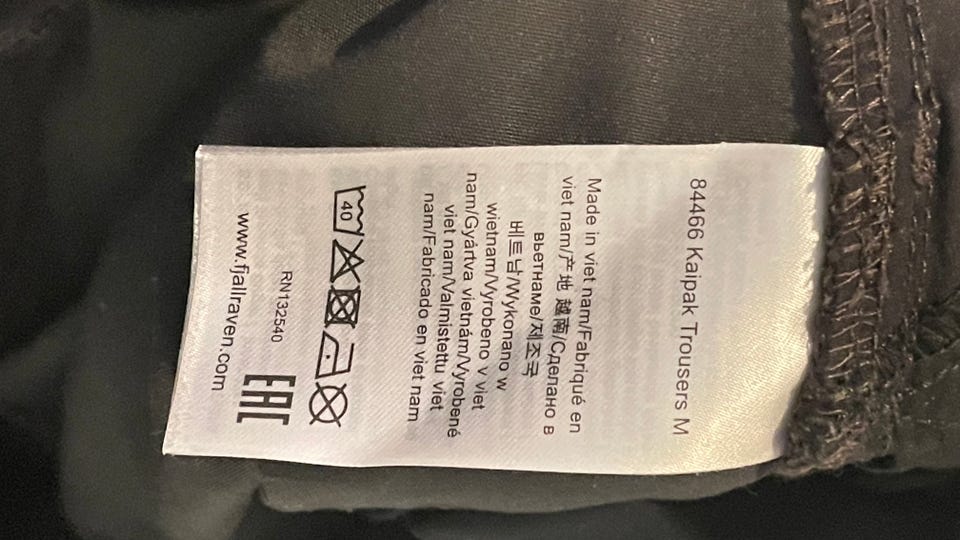 84466 Kaipak Trousers M
Made in viet nam/Fabriqué en
viet nam/产地 越南/Сделано в
вьетнаме/제조국
베트남/Wykonano w
wietnam/Vyrobeno v viet
nam/Gyártva vietnám/Vyrobené
viet nam/Valmistettu viet
nam/Fabricado en viet nam
40
RN132540
EAC
www.fjallraven.com